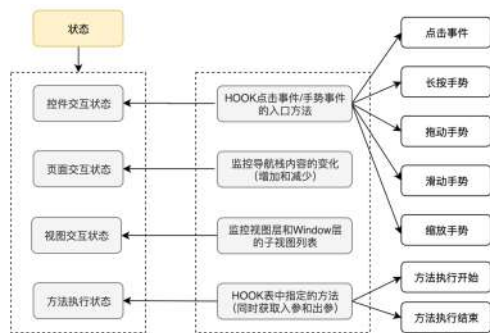 状态
点击事件
控件交互状态
HOOK点击事件/手势事件
的入口方法
长按手势
拖动手势
页面交互状态
监控导航栈内容的变化
（增加和减少）
滑动手势
视图交互状态
监控视图层和Window层
的子视图列表
缩放手势
方法执行状态
HOOK表中指定的方法
（同时获取入参和出参）
方法执行开始
方法执行结束